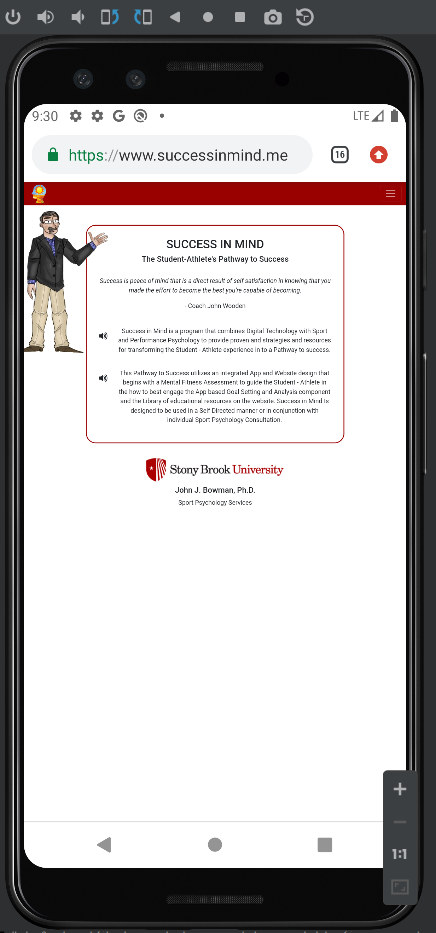 9:30
LTE
https://www.successinmind.me
16
SUCCESS IN MIND
The Student-Athlete's Pathway to Success
Success is peace of mind that is a direct result of self satisfaction in knowing that you
made the effort to become the best you're capable of becoming.
- Coach John Wooden -
Success in Mind is a program that combines Digital Technology with Sport
and Performance Psychology to provide proven and strategies and resources
for transforming the Student - Athlete experience in to a Pathway to success.
This Pathway to Success utilizes an integrated App and Website design that
begins with a Mental Fitness Assessment to guide the Student - Athlete in
the how to best engage the App based Goal Setting and Analysis component
and the Library of educational resources on the website. Success in Mind Is
designed to be used in a Self Directed manner or in conjunction with
individual Sport Psychology Consultation.
Stony Brook University
John J. Bowman, Ph.D.
Sport Psychology Services
1:1